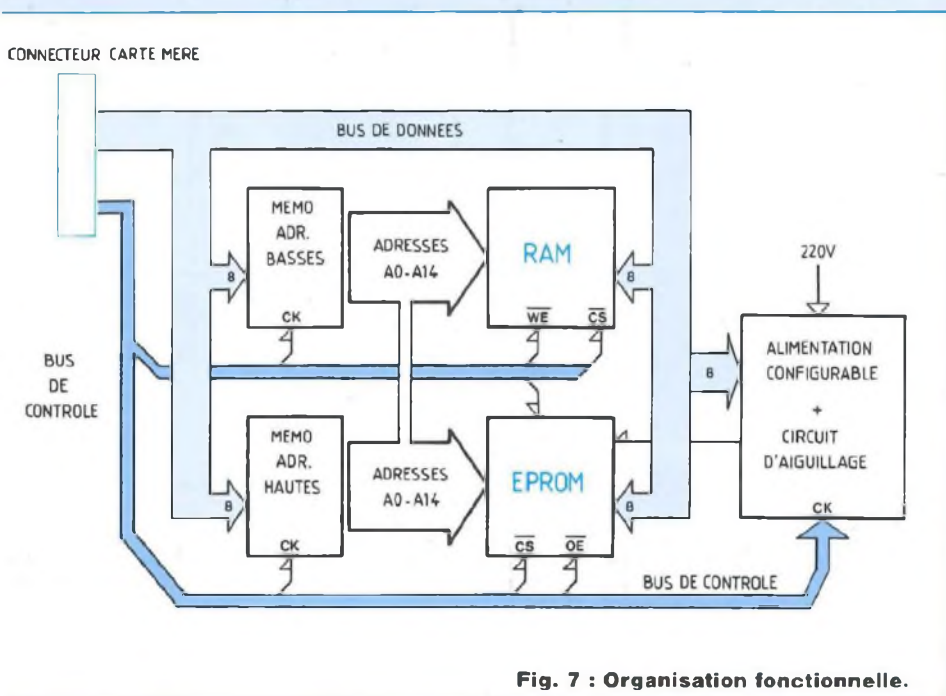 CONNECTEUR CARTE MERE
BUS DE DONNEES
MEMO
ADR.
BASSES
CK
8
ADRESSES
A0-A14
RAM
WE CS
8
220V
BUS
DE
CONTROLE
MEMO
ADR.
HAUTES
CK
8
ADRESSES
A0-A14
EPROM
CS OE
8
8
ALIMENTATION
CONFIGURABLE
+
CIRCUIT
D'AIGUILLAGE
CK
BUS DE CONTROLE
Fig. 7 : Organisation fonctionnelle.